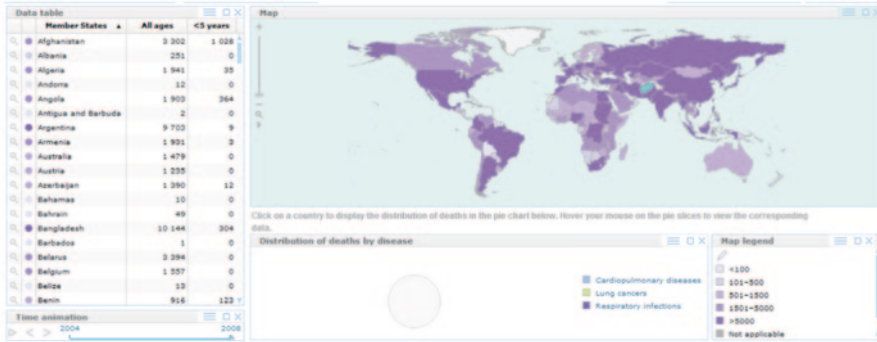 Data table
Member States ▲ All ages <5 years
Afghanistan 3 302 1 028
Albania 251 0
Algeria 1 941 35
Andorra 12 0
Angola 1 903 364
Antigua and Barbuda 2 0
Argentina 9 703 9
Armenia 1 931 3
Australia 1 479 0
Austria 1 235 0
Azerbaijan 1 390 12
Bahamas 10 0
Bahrain 49 0
Bangladesh 10 144 304
Barbados 1 0
Belarus 3 394 0
Belgium 1 557 0
Belize 13 0
Benin 916 123
Time animation
2004 2008
Map
Click on a country to display the distribution of deaths in the pie chart below. Hover your mouse on the pie slices to view the corresponding
data.
Distribution of deaths by disease
Cardiopulmonary diseases
Lung cancers
Respiratory infections
Map legend
<100
101-500
501-1500
1501-5000
>5000
Not applicable